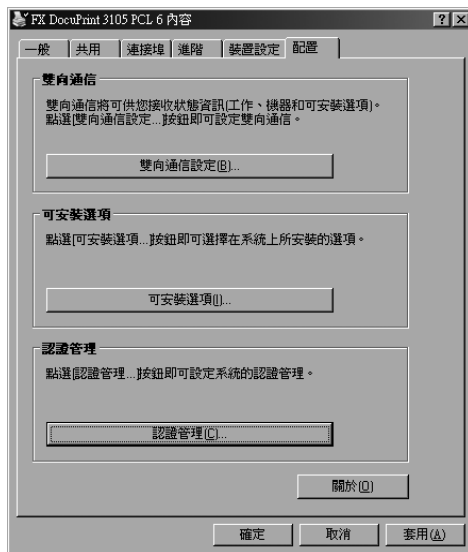 FX DocuPrint 3105 PCL 6 內容
一般 共用 連接埠 進階 裝置設定 配置
雙向通信
雙向通信將可供您接收狀態資訊(工作、機器和可安裝選項)。
點選[雙向通信設定...]按鈕即可設定雙向通信。
雙向通信設定(B)...
可安裝選項
點選[可安裝選項...]按鈕即可選擇在系統上所安裝的選項。
可安裝選項(I)...
認證管理
點選[認證管理...]按鈕即可設定系統的認證管理。
認證管理(C)...
關於(O)
確定 取消 套用(A)